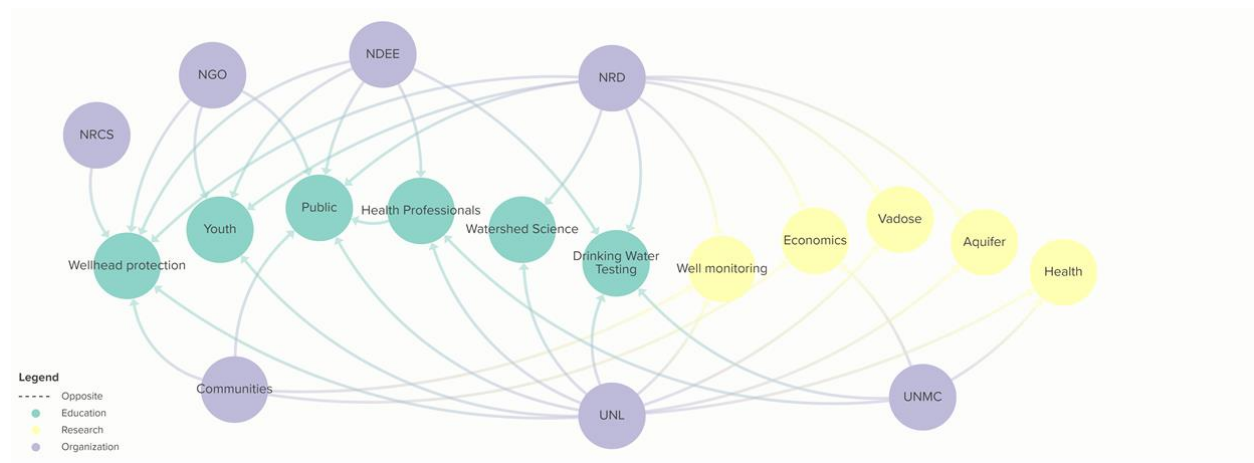 NDEE
NGO
NRD
NRCS
Public
Health Professionals
Vadose
Youth
Watershed Science
Economics
Aquifer
Drinking Water
Testing
Wellhead protection
Well monitoring
Health
Communities
UNL
UNMC
Legend
Opposite
Education
Research
Organization